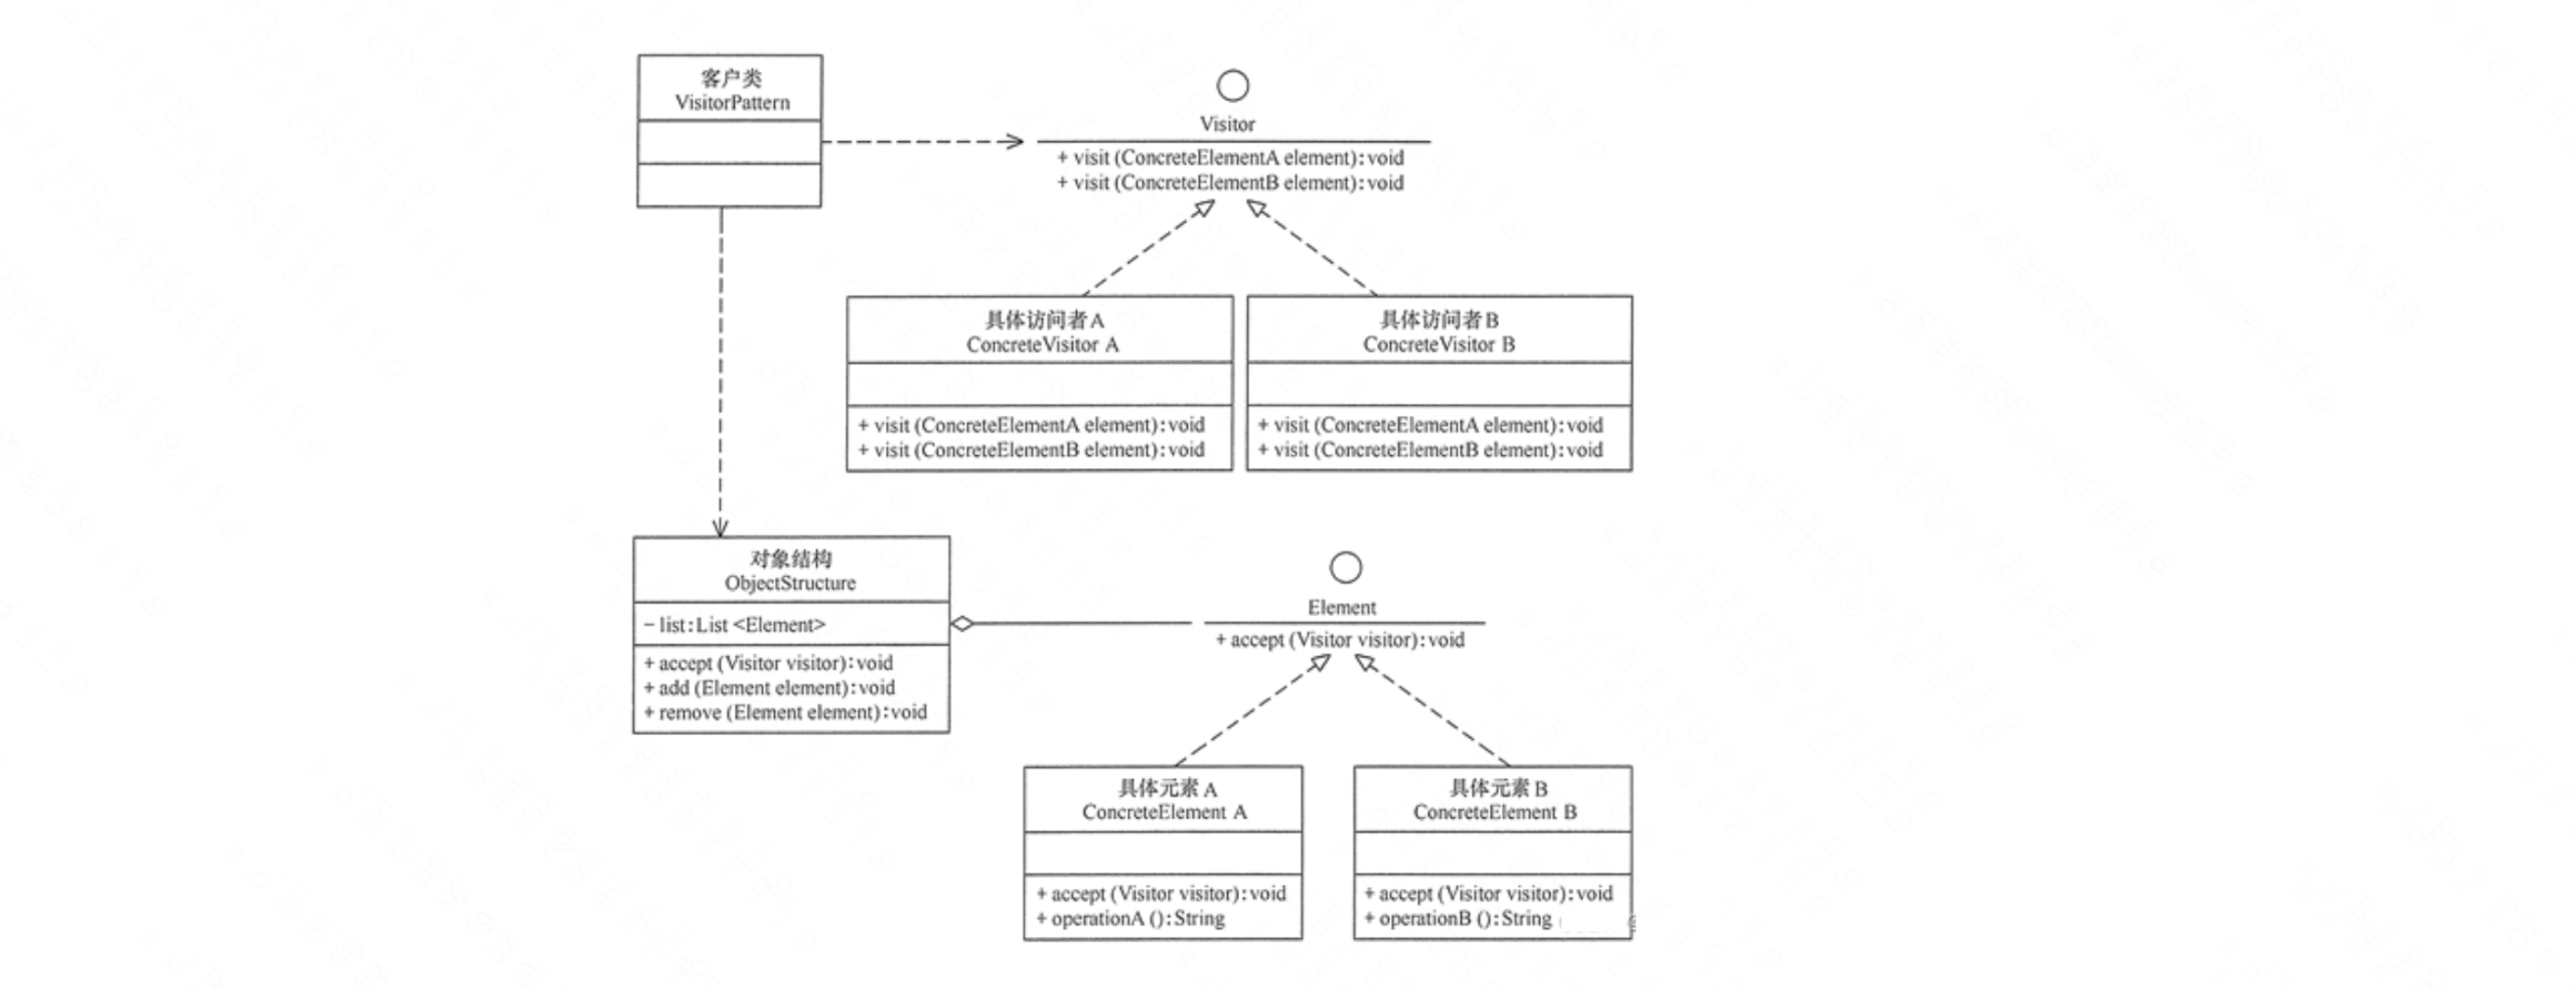 客户类
VisitorPattern
Visitor
+ visit (ConcreteElementA element):void
+ visit (ConcreteElementB element):void
具体访问者A
ConcreteVisitor A
+ visit (ConcreteElementA element):void
+ visit (ConcreteElementB element):void
具体访问者B
ConcreteVisitor B
+ visit (ConcreteElementA element):void
+ visit (ConcreteElementB element):void
对象结构
ObjectStructure
- list:List <Element>
+ accept (Visitor visitor):void
+ add (Element element):void
+ remove (Element element):void
Element
+ accept (Visitor visitor):void
具体元素A
ConcreteElement A
+ accept (Visitor visitor):void
+ operationA ():String
具体元素B
ConcreteElement B
+ accept (Visitor visitor):void
+ operationB ():String